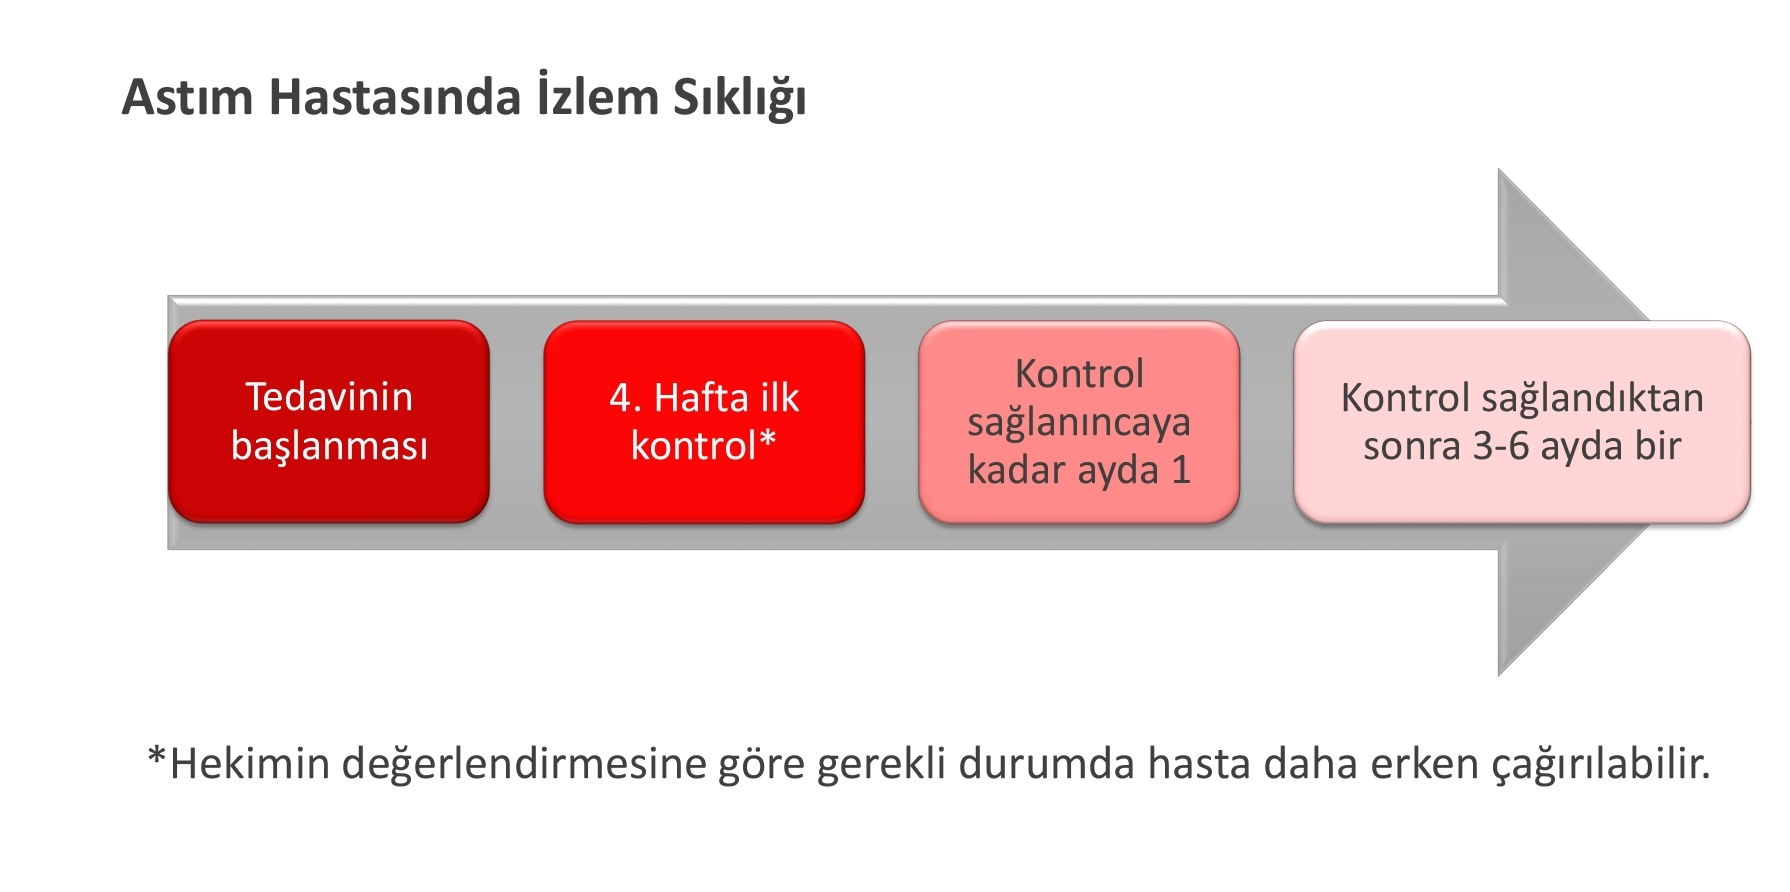 Astım Hastasında İzlem Sıklığı
Tedavinin
başlanması
4. Hafta ilk
kontrol*
Kontrol
sağlanıncaya
kadar ayda 1
Kontrol sağlandıktan
sonra 3-6 ayda bir
*Hekimin değerlendirmesine göre gerekli durumda hasta daha erken çağırılabilir.